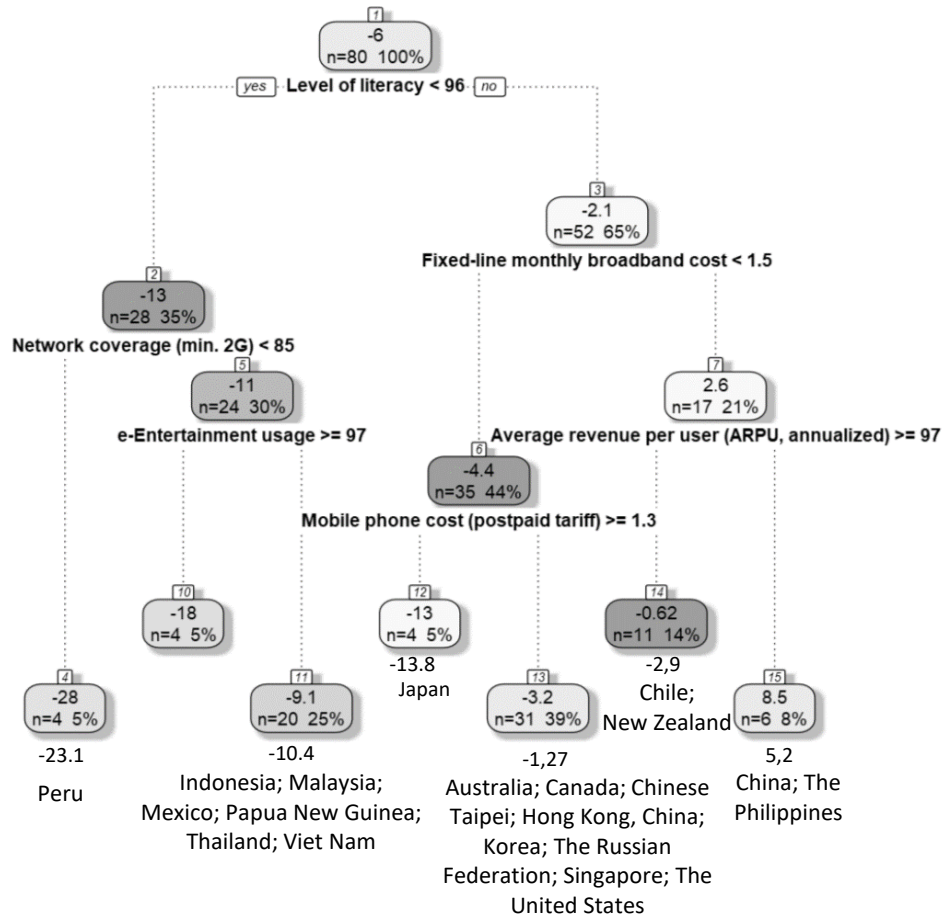 1
-6
n=80 100%
yes Level of literacy < 96 no
3
-2.1
n=52 65%
Fixed-line monthly broadband cost < 1.5
2
-13
n=28 35%
Network coverage (min. 2G) < 85
5
-11
n=24 30%
e-Entertainment usage >= 97
7
2.6
n=17 21%
Average revenue per user (ARPU, annualized) >= 97
6
-4.4
n=35 44%
Mobile phone cost (postpaid tariff) >= 1.3
10
-18
n=4 5%
12
-13
n=4 5%
-13.8
Japan
14
-0.62
n=11 14%
-2,9
Chile;
New Zealand
4
-28
n=4 5%
-23.1
Peru
11
-9.1
n=20 25%
-10.4
Indonesia; Malaysia;
Mexico; Papua New Guinea;
Thailand; Viet Nam
13
-3.2
n=31 39%
-1,27
Australia; Canada; Chinese
Taipei; Hong Kong, China;
Korea; The Russian
Federation; Singapore; The
United States
15
8.5
n=6 8%
5,2
China; The
Philippines